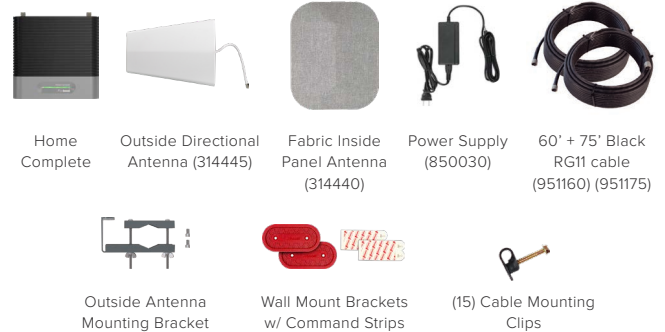 Home
Complete
Outside Directional
Antenna (314445)
Fabric Inside
Panel Antenna
(314440)
Power Supply
(850030)
60’ + 75’ Black
RG11 cable
(951160) (951175)
Outside Antenna
Mounting Bracket
Wall Mount Brackets
w/ Command Strips
(15) Cable Mounting
Clips